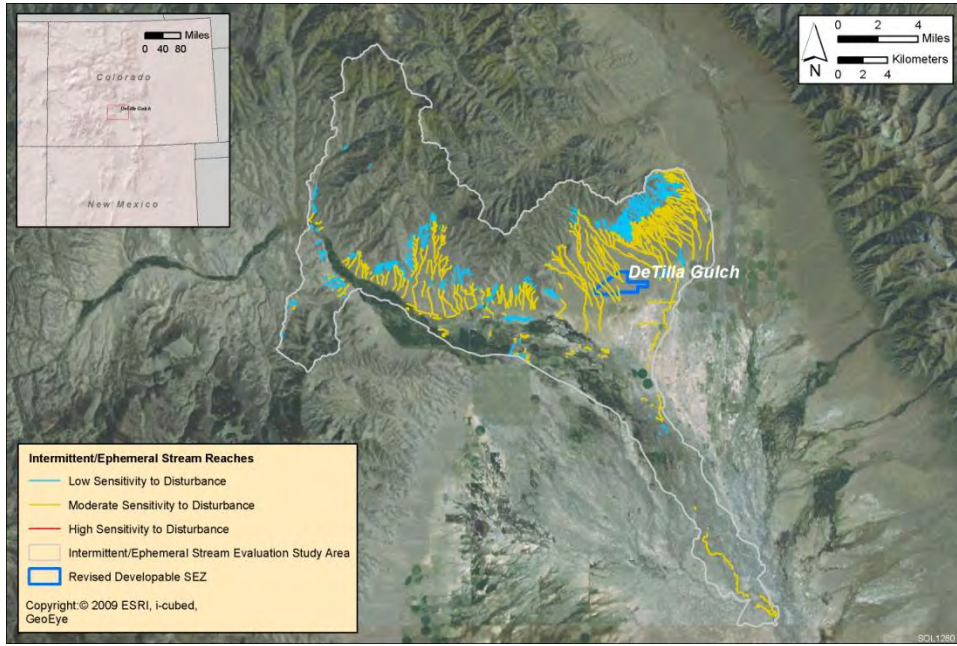 0 40 80 Miles
Colorado
DeTilla Gulch
New Mexico
0 2 4
Miles
Kilometers
0 2 4
N
DeTilla Gulch
Intermittent/Ephemeral Stream Reaches
Low Sensitivity to Disturbance
Moderate Sensitivity to Disturbance
High Sensitivity to Disturbance
Intermittent/Ephemeral Stream Evaluation Study Area
Revised Developable SEZ
Copyright:© 2009 ESRI, i-cubed,
GeoEye
SOL1280